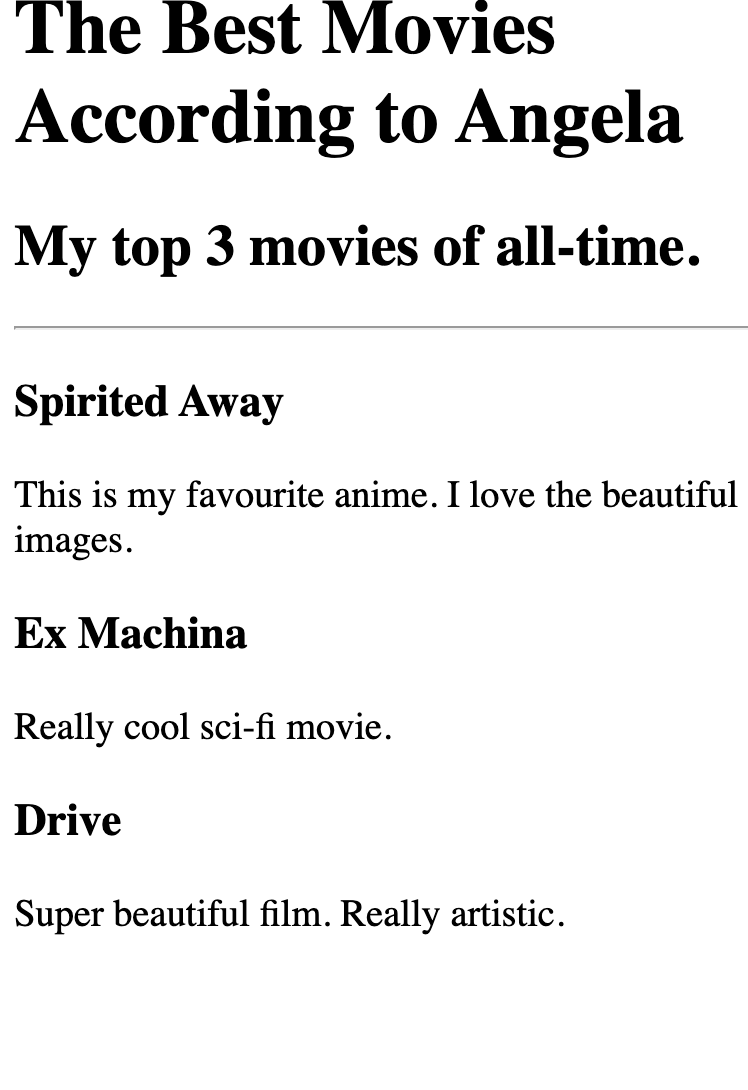 The Best Movies
According to Angela
My top 3 movies of all-time.
Spirited Away
This is my favourite anime. I love the beautiful
images.
Ex Machina
Really cool sci-fi movie.
Drive
Super beautiful film. Really artistic.